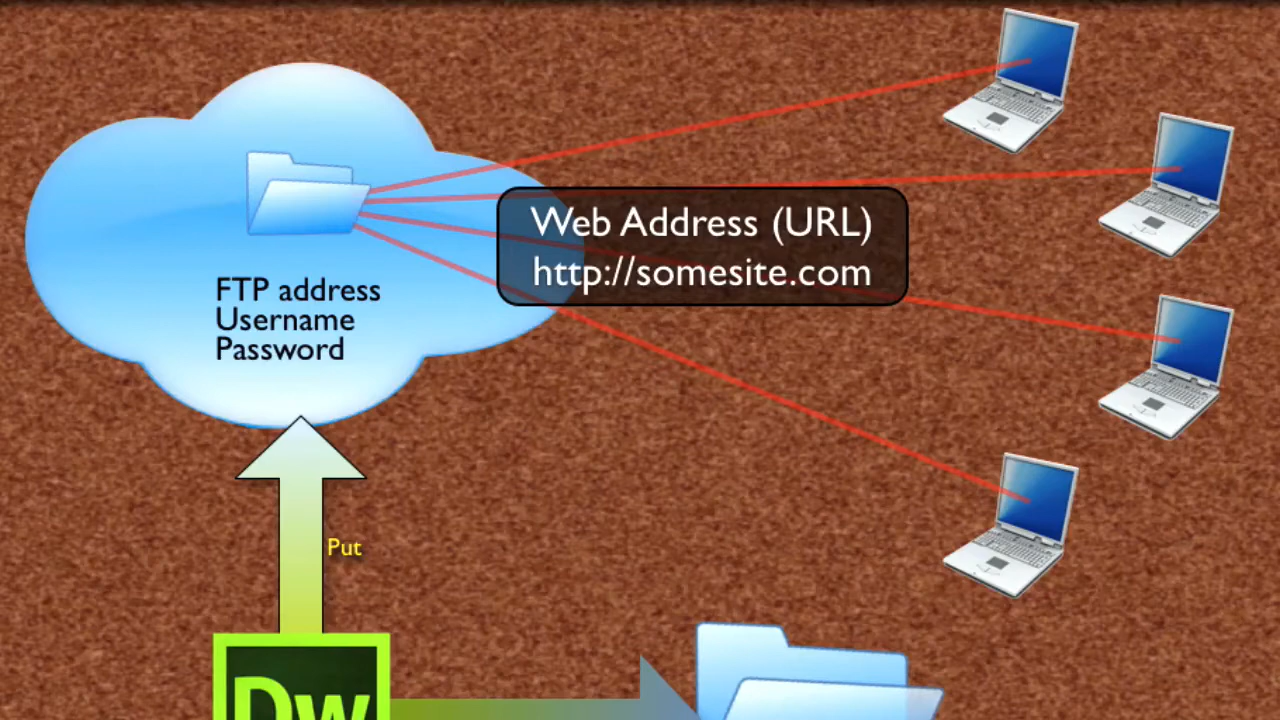 Web Address (URL)
http://somesite.com
FTP address
Username
Password
Put
Dw